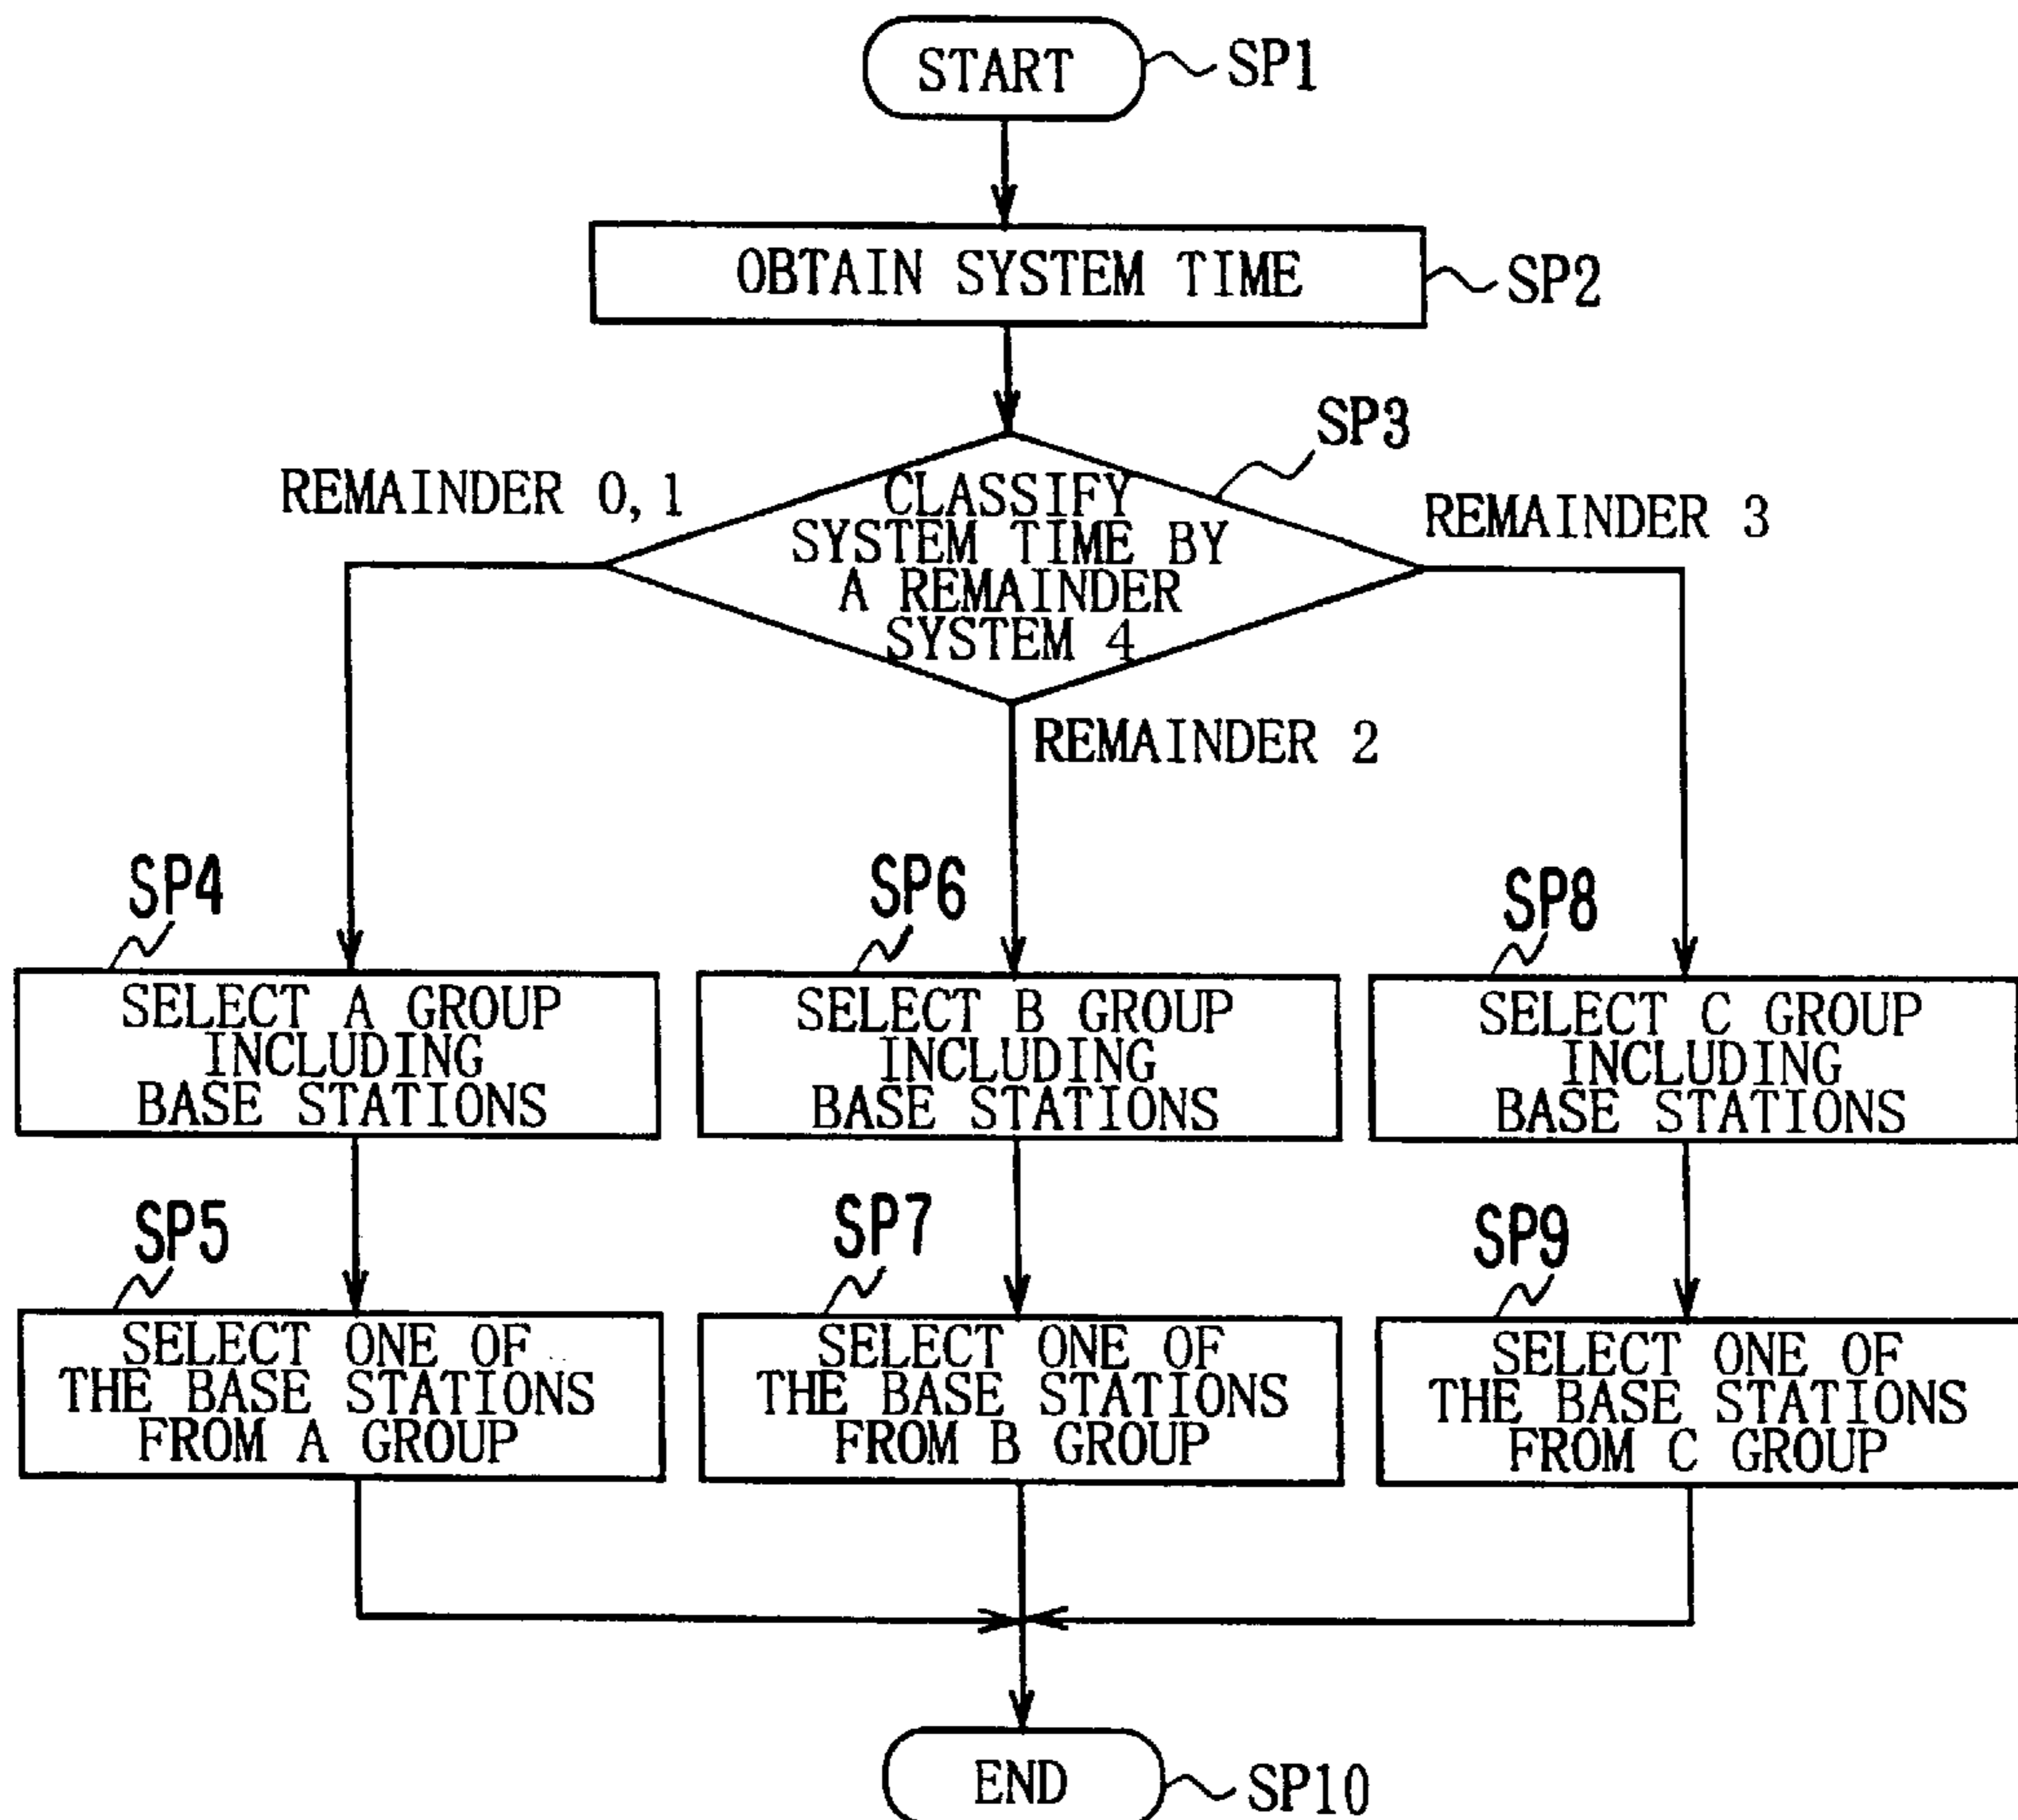 START
SP1
OBTAIN SYSTEM TIME
SP2
SP3
REMAINDER 0,1
CLASSIFY
SYSTEM TIME BY
A REMAINDER
SYSTEM 4
REMAINDER 3
REMAINDER 2
SP4
SP6
SP8
SELECT A GROUP
INCLUDING
BASE STATIONS
SELECT B GROUP
INCLUDING
BASE STATIONS
SELECT C GROUP
INCLUDING
BASE STATIONS
SP5
SP7
SP9
SELECT ONE OF
THE BASE STATIONS
FROM A GROUP
SELECT ONE OF
THE BASE STATIONS
FROM B GROUP
SELECT ONE OF
THE BASE STATIONS
FROM C GROUP
END
SP10